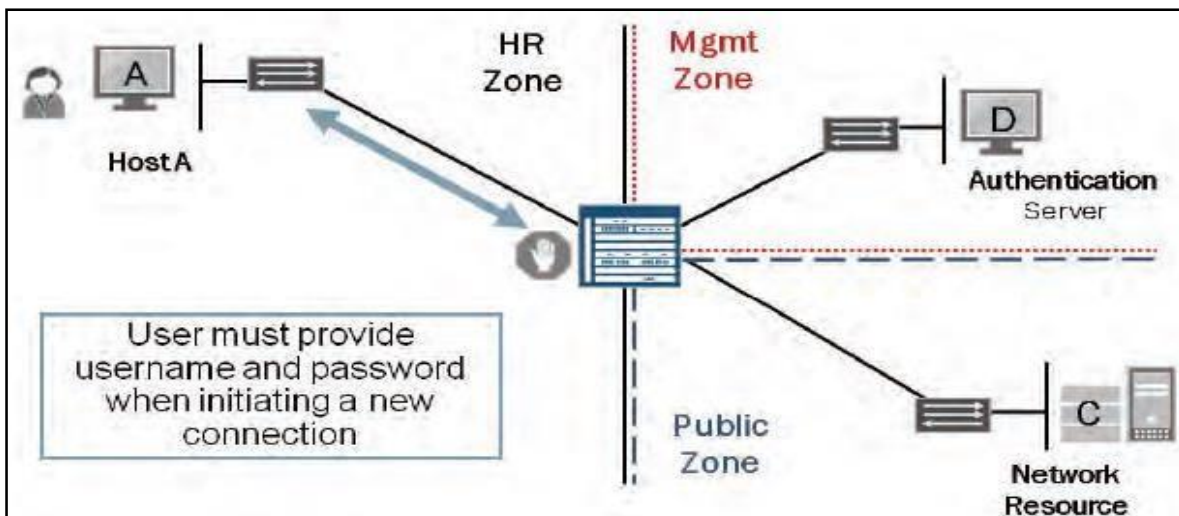 A
HostA
HR
Zone
Mgmt
Zone
D
Authentication
Server
User must provide
username and password
when initiating a new
connection
Public
Zone
C
Network
Resource